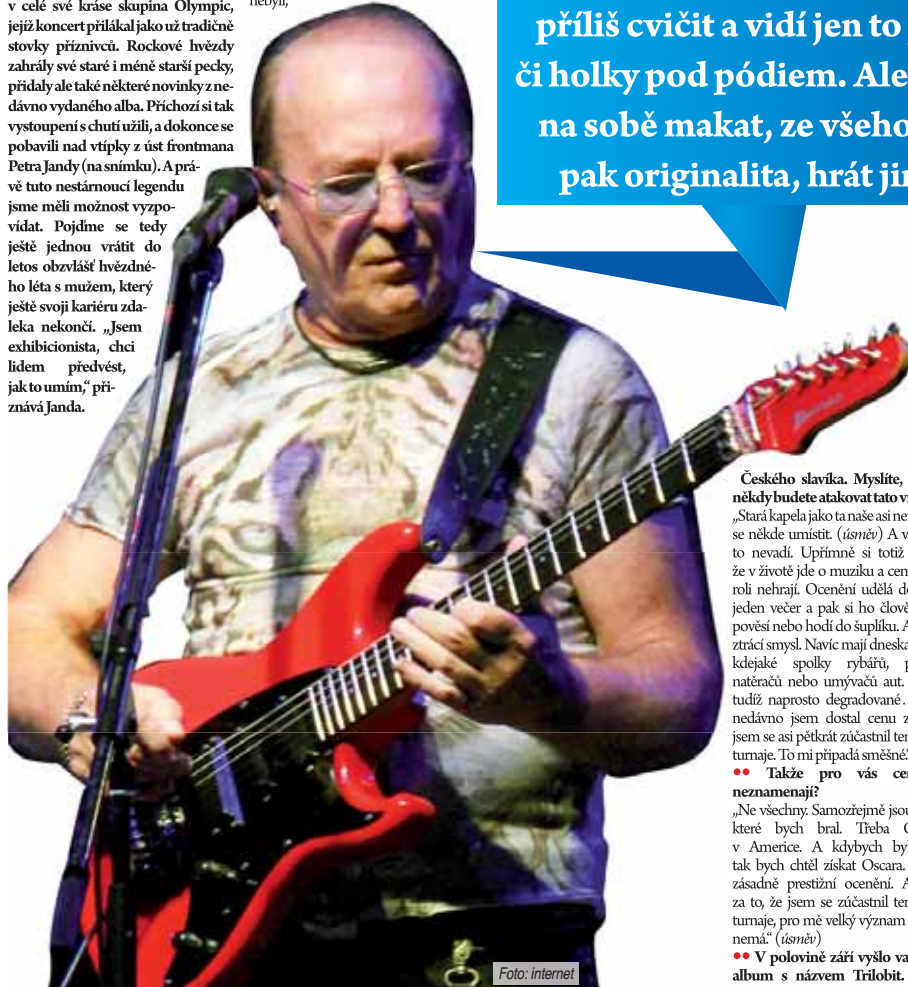 v celé své kráse skupina Olympic,
jejíž koncert přilákal jako už tradičně
stovky příznivců. Rockové hvězdy
zahrály své staré i méně starší pecky,
přidaly ale také některé novinky z ne-
dávno vydaného alba. Příchozí si tak
vystoupení s chutí užili, a dokonce se
pobavili nad vtípky z úst frontmana
Petra Jandy (na snímku). A prá-
vě tuto nestárnoucí legendu
jsme měli možnost vyzpo-
vídat. Pojďme se tedy
ještě jednou vrátit do
letos obzvlášť hvězdné-
ho léta s mužem, který
ještě svoji kariéru zda-
leka nekončí. „Jsem
exhibicionista, chci
lidem předvést,
jak to umím,“ při-
znává Janda.
nebyli,
příliš cvičit a vidí jen to
či holky pod pódiem. Ale
na sobě makat, ze všeho
pak originalita, hrát
Českého slavíka. Myslíte,
někdy budete atakovat tato
„Stará kapela jako ta naše asi
se někde umístit. (úsměv) A
to nevadí. Upřímně si totiž
že v životě jde o muziku a
roli nehrají. Ocenění udělá
jeden večer a pak si ho
pověsí nebo hodí do šuplíku.
ztrácí smysl. Navíc mají dneska
kdejaké spolky rybářů,
natěračů nebo umývačů aut.
tudíž naprosto degradované
nedávno jsem dostal cenu
jsem se asi pětkrát zúčastnil
turnaje. To mi připadá směšné.“
•• Takže pro vás
neznamenají?
„Ne všechny. Samozřejmě jsou
které bych bral. Třeba
v Americe. A kdybych
tak bych chtěl získat Oscara.
zásadně prestižní ocenění.
za to, že jsem se zúčastnil
turnaje, pro mě velký význam
nemá.“ (úsměv)
•• V polovině září vyšlo
album s názvem Trilobit.
Foto: internet